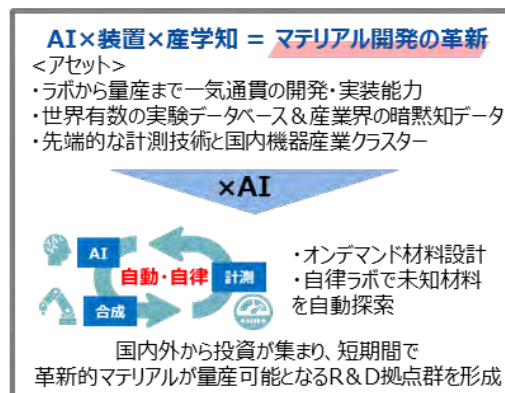 AI×装置×産学知 = マテリアル開発の革新
<アセット>
・ラボから量産まで一気通貫の開発・実装能力
・世界有数の実験データベース＆産業界の暗黙知データ
・先端的な計測技術と国内機器産業クラスター
×AI
AI
自動・自律
計測
合成
・オンデマンド材料設計
・自律ラボで未知材料
を自動探索
国内外から投資が集まり、短期間で
革新的マテリアルが量産可能となるR＆D拠点群を形成